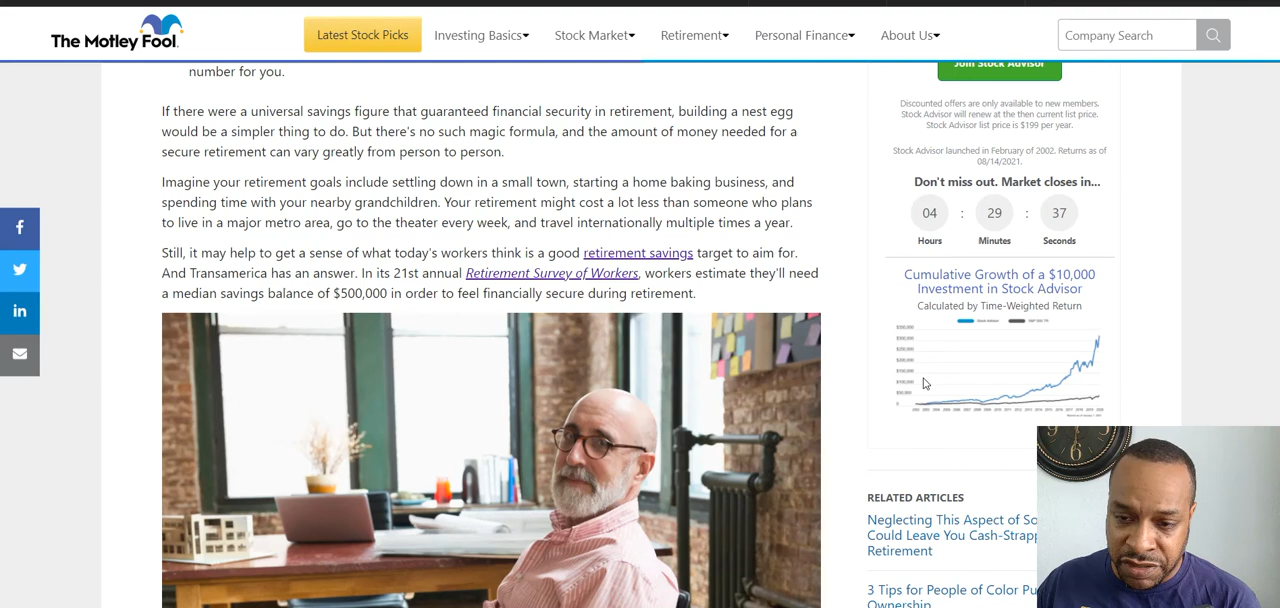 The Motley Fool.
Latest Stock Picks
Investing Basics
Stock Market
Retirement
Personal Finance
About Us
Company Search
number for you.
If there were a universal savings figure that guaranteed financial security in retirement, building a nest egg
would be a simpler thing to do. But there's no such magic formula, and the amount of money needed for a
secure retirement can vary greatly from person to person.
Imagine your retirement goals include settling down in a small town, starting a home baking business, and
spending time with your nearby grandchildren. Your retirement might cost a lot less than someone who plans
to live in a major metro area, go to the theater every week, and travel internationally multiple times a year.
Still, it may help to get a sense of what today's workers think is a good retirement savings target to aim for.
And Transamerica has an answer. In its 21st annual Retirement Survey of Workers, workers estimate they'll need
a median savings balance of $500,000 in order to feel financially secure during retirement.
Join Stock Advisor
Discounted offers are only available to new members.
Stock Advisor will renew at the then current list price.
Stock Advisor list price is $199 per year.
Stock Advisor launched in February of 2002. Returns as of
08/14/2021.
Don't miss out. Market closes in...
04 : 29 : 37
Hours Minutes Seconds
Cumulative Growth of a $10,000
Investment in Stock Advisor
Calculated by Time-Weighted Return
RELATED ARTICLES
Neglecting This Aspect of So
Could Leave You Cash-Strapp
Retirement
3 Tips for People of Color Pu
Ownership